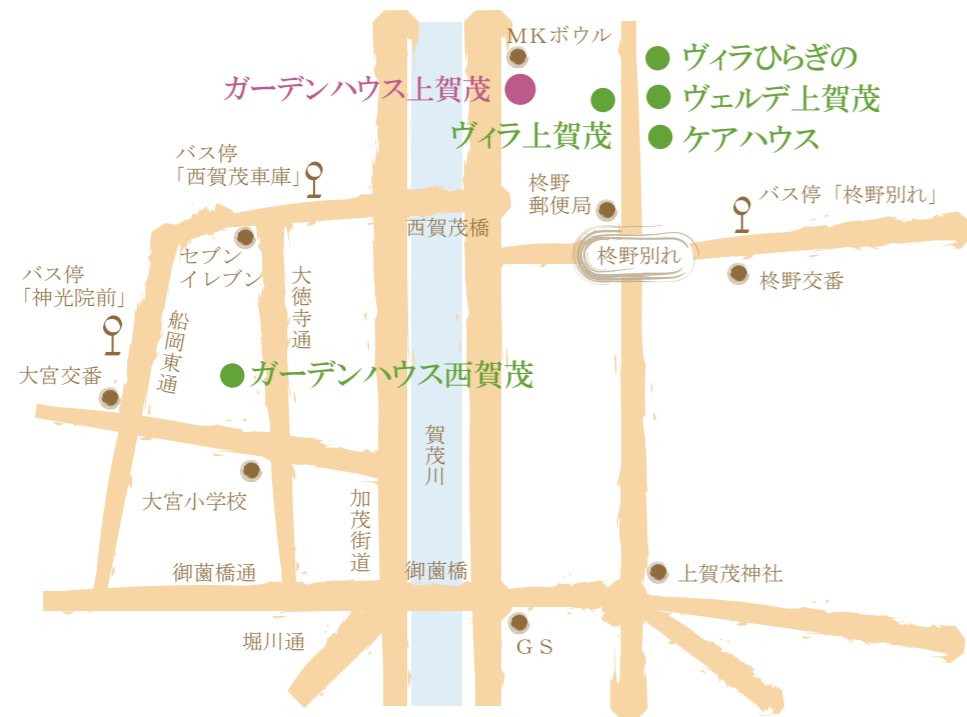 MKボウル
ヴィラひらぎの
ガーデンハウス上賀茂
ヴェルデ上賀茂
ヴィラ上賀茂
ケアハウス
バス停
「西賀茂車庫」
柊野
郵便局
バス停「柊野別れ」
西賀茂橋
柊野別れ
セブン
イレブン
大徳寺通
柊野交番
バス停
「神光院前」
船岡東通
大宮交番
ガーデンハウス西賀茂
賀茂川
大宮小学校
加茂街道
御薗橋通
御薗橋
上賀茂神社
堀川通
GS